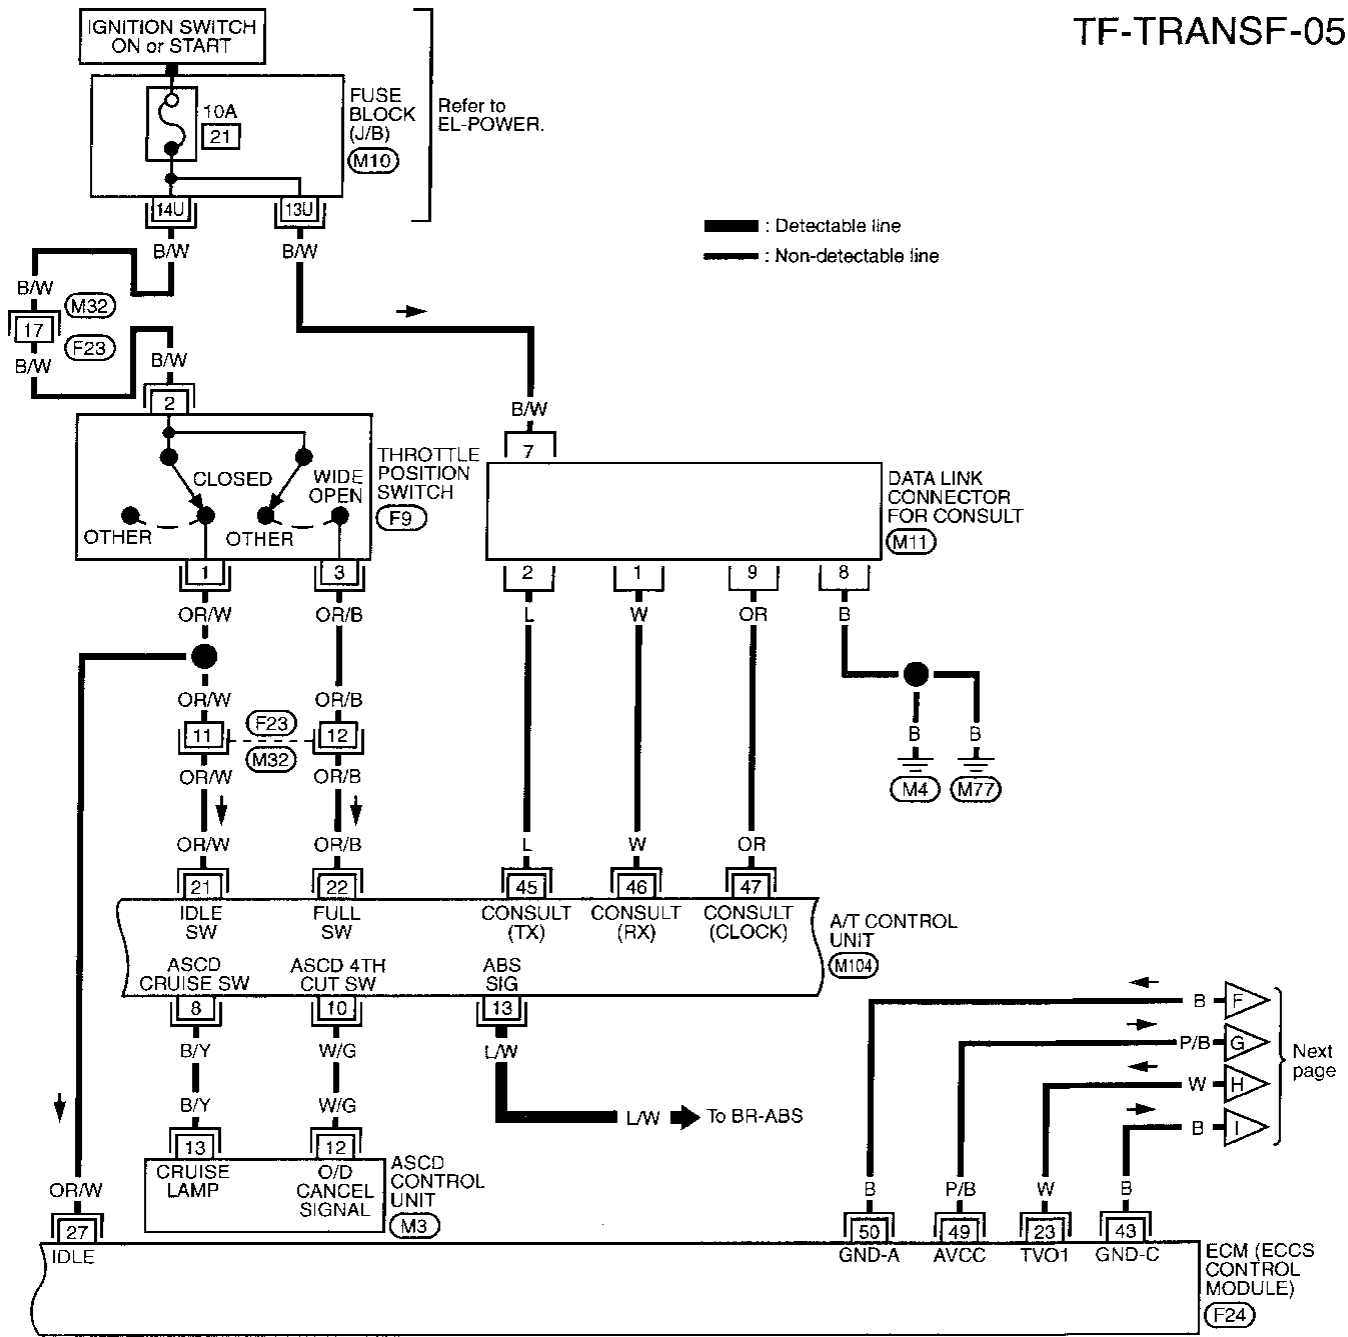 TF-TRANSF-05
IGNITION SWITCH
ON or START
10A
21
FUSE
BLOCK
(J/B)
M10
Refer to
EL-POWER.
14U
13U
B/W
B/W
: Detectable line
: Non-detectable line
B/W
M32
17
F23
B/W
B/W
2
B/W
7
CLOSED
WIDE
OPEN
OTHER
OTHER
THROTTLE
POSITION
SWITCH
F9
DATA LINK
CONNECTOR
FOR CONSULT
M11
1
3
2
1
9
8
OR/W
OR/B
L
W
OR
B
OR/W
OR/B
11
F23
M32
12
B
B
M4
M77
OR/W
OR/B
OR/W
OR/B
L
W
OR
21
22
45
46
47
IDLE
SW
FULL
SW
CONSULT
(TX)
CONSULT
(RX)
CONSULT
(CLOCK)
A/T CONTROL
UNIT
M104
ASCD
CRUISE SW
ASCD 4TH
CUT SW
ABS
SIG
8
10
13
B/Y
W/G
L/W
B F
P/B G
W H
B I
Next
page
B/Y
W/G
L/W
To BR-ABS
13
12
CRUISE
LAMP
O/D
CANCEL
SIGNAL
ASCD
CONTROL
UNIT
M3
OR/W
B
P/B
W
B
27
50
49
23
43
IDLE
GND-A
AVCC
TVO1
GND-C
ECM (ECCS
CONTROL
MODULE)
F24